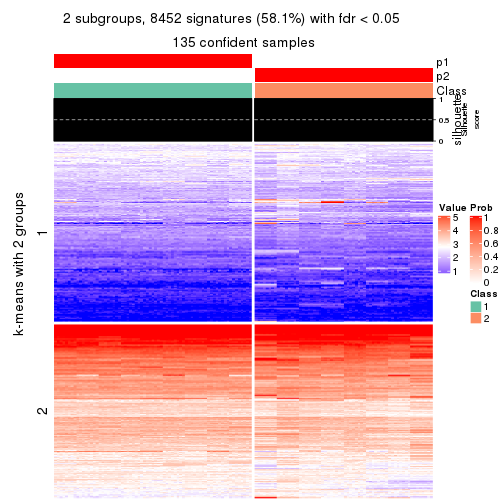 2 subgroups, 8452 signatures (58.1%) with fdr < 0.05
135 confident samples
p1
p2
Class
1
0.5
0
silhouette
Silhouette
score
k-means with 2 groups
1
2
Value
5
4
3
2
1
Prob
1
0.8
0.6
0.4
0.2
0
Class
1
2